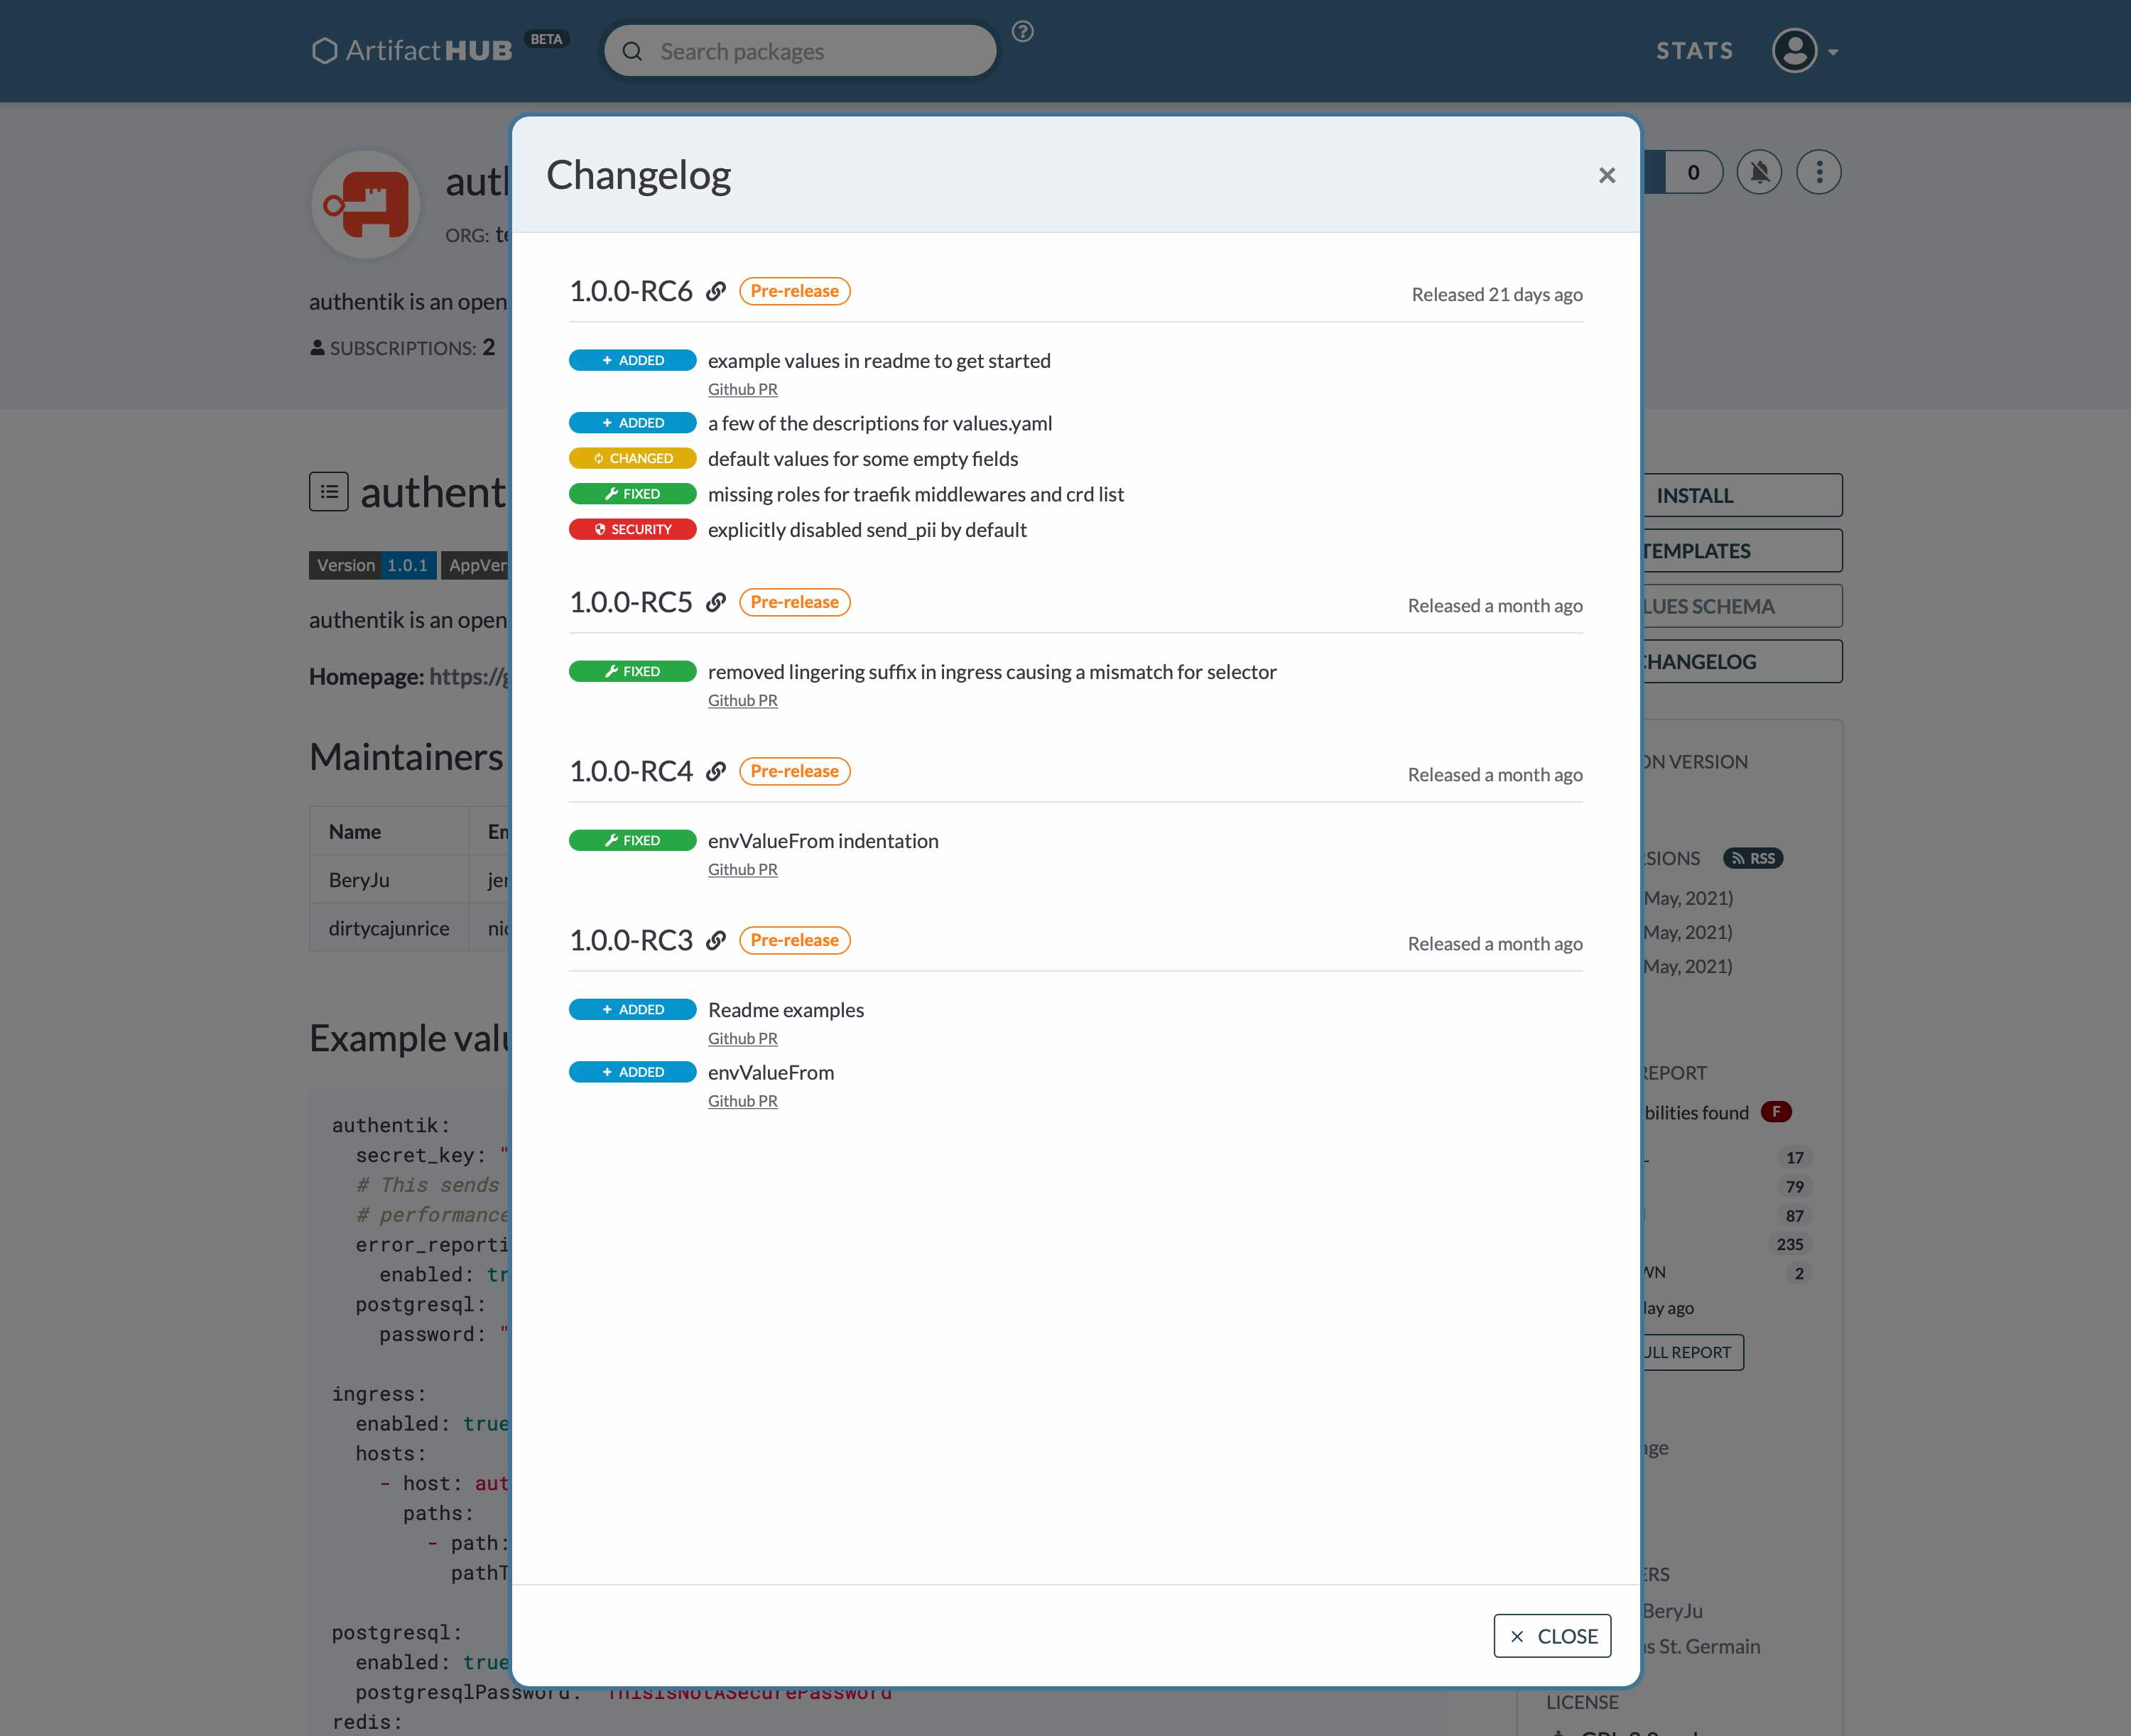 ArtifactHUB BETA
Search packages
STATS
Changelog
0
ORG:
authentik is an open
SUBSCRIPTIONS: 2
1.0.0-RC6 Pre-release Released 21 days ago
+ ADDED example values in readme to get started
Github PR
+ ADDED a few of the descriptions for values.yaml
CHANGED default values for some empty fields
FIXED missing roles for traefik middlewares and crd list
SECURITY explicitly disabled send_pii by default
1.0.0-RC5 Pre-release Released a month ago
FIXED removed lingering suffix in ingress causing a mismatch for selector
Github PR
1.0.0-RC4 Pre-release Released a month ago
FIXED envValueFrom indentation
Github PR
1.0.0-RC3 Pre-release Released a month ago
+ ADDED Readme examples
Github PR
+ ADDED envValueFrom
Github PR
CLOSE
authent
Version 1.0.1 AppVer
authentik is an open
Homepage: https://g
Maintainers
Name Em
BeryJu jer
dirtycajunrice nic
Example valu
authentik:
secret_key: "
# This sends
# performance
error_reporti
enabled: tr
postgresql:
password: "
ingress:
enabled: true
hosts:
- host: aut
paths:
- path:
pathT
postgresql:
enabled: true
postgresqlPassword: ThisIsNotASecurePassword
redis:
INSTALL
TEMPLATES
LUES SCHEMA
CHANGELOG
ON VERSION
SIONS RSS
May, 2021)
May, 2021)
May, 2021)
REPORT
bilities found F
17
79
87
235
WN 2
day ago
ULL REPORT
age
ERS
BeryJu
as St. Germain
LICENSE